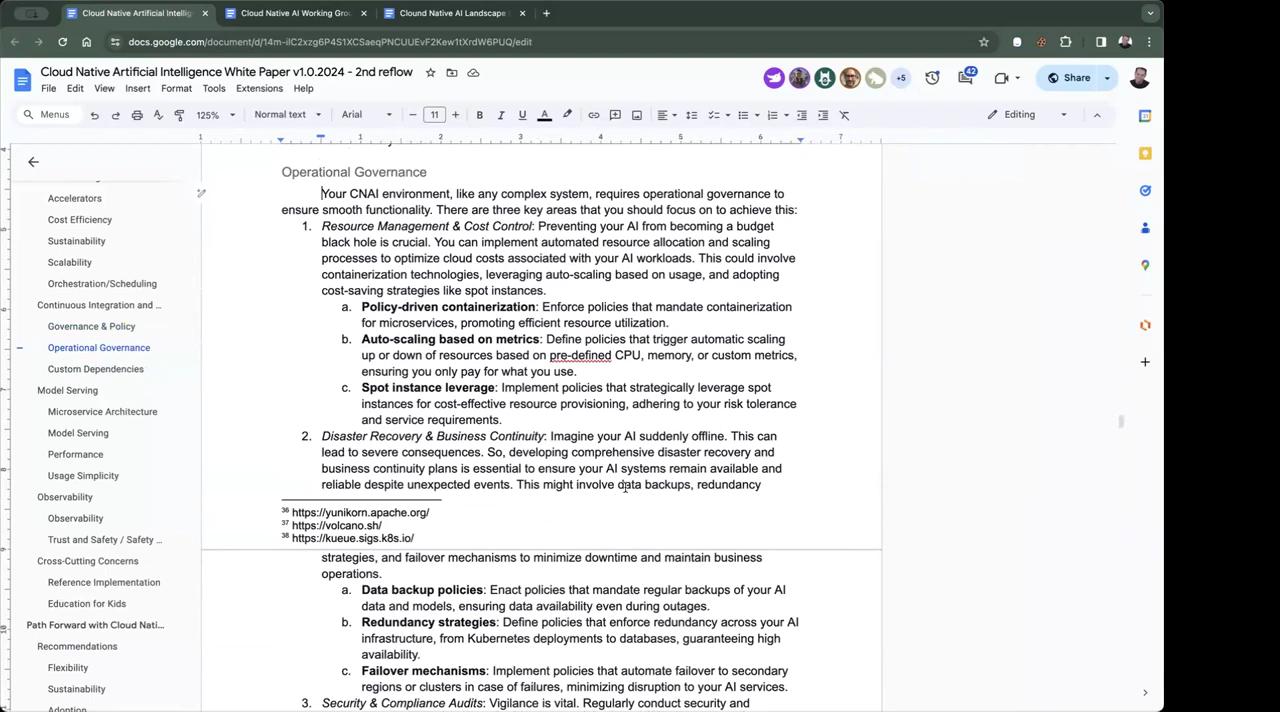 Cloud Native Artificial Intellig
Cloud Native AI Working Gro
Clound Native AI Landscape
docs.google.com/document/d/14m-iIC2xzg6P4S1XCSaeqPNCUUEvF2Kew1tXrdW6PUQ/edit
Cloud Native Artificial Intelligence White Paper v1.0.2024 - 2nd reflow
+5
42
Share
File Edit View Insert Format Tools Extensions Help
Menus
125%
Normal text
Arial
11
Editing
1 1 2 3 4 5 6 7
Accelerators
Cost Efficiency
Sustainability
Scalability
Orchestration/Scheduling
Continuous Integration and ...
Governance & Policy
Operational Governance
Custom Dependencies
Model Serving
Microservice Architecture
Model Serving
Performance
Usage Simplicity
Observability
Observability
Trust and Safety / Safety ...
Cross-Cutting Concerns
Reference Implementation
Education for Kids
Path Forward with Cloud Nati...
Recommendations
Flexibility
Sustainability
Adoption
Operational Governance
Your CNAI environment, like any complex system, requires operational governance to
ensure smooth functionality. There are three key areas that you should focus on to achieve this:
1. Resource Management & Cost Control: Preventing your AI from becoming a budget
black hole is crucial. You can implement automated resource allocation and scaling
processes to optimize cloud costs associated with your AI workloads. This could involve
containerization technologies, leveraging auto-scaling based on usage, and adopting
cost-saving strategies like spot instances.
a. Policy-driven containerization: Enforce policies that mandate containerization
for microservices, promoting efficient resource utilization.
b. Auto-scaling based on metrics: Define policies that trigger automatic scaling
up or down of resources based on pre-defined CPU, memory, or custom metrics,
ensuring you only pay for what you use.
c. Spot instance leverage: Implement policies that strategically leverage spot
instances for cost-effective resource provisioning, adhering to your risk tolerance
and service requirements.
2. Disaster Recovery & Business Continuity: Imagine your AI suddenly offline. This can
lead to severe consequences. So, developing comprehensive disaster recovery and
business continuity plans is essential to ensure your AI systems remain available and
reliable despite unexpected events. This might involve data backups, redundancy
36 https://yunikorn.apache.org/
37 https://volcano.sh/
38 https://kueue.sigs.k8s.io/
strategies, and failover mechanisms to minimize downtime and maintain business
operations.
a. Data backup policies: Enact policies that mandate regular backups of your AI
data and models, ensuring data availability even during outages.
b. Redundancy strategies: Define policies that enforce redundancy across your AI
infrastructure, from Kubernetes deployments to databases, guaranteeing high
availability.
c. Failover mechanisms: Implement policies that automate failover to secondary
regions or clusters in case of failures, minimizing disruption to your AI services.
3. Security & Compliance Audits: Vigilance is vital. Regularly conduct security and